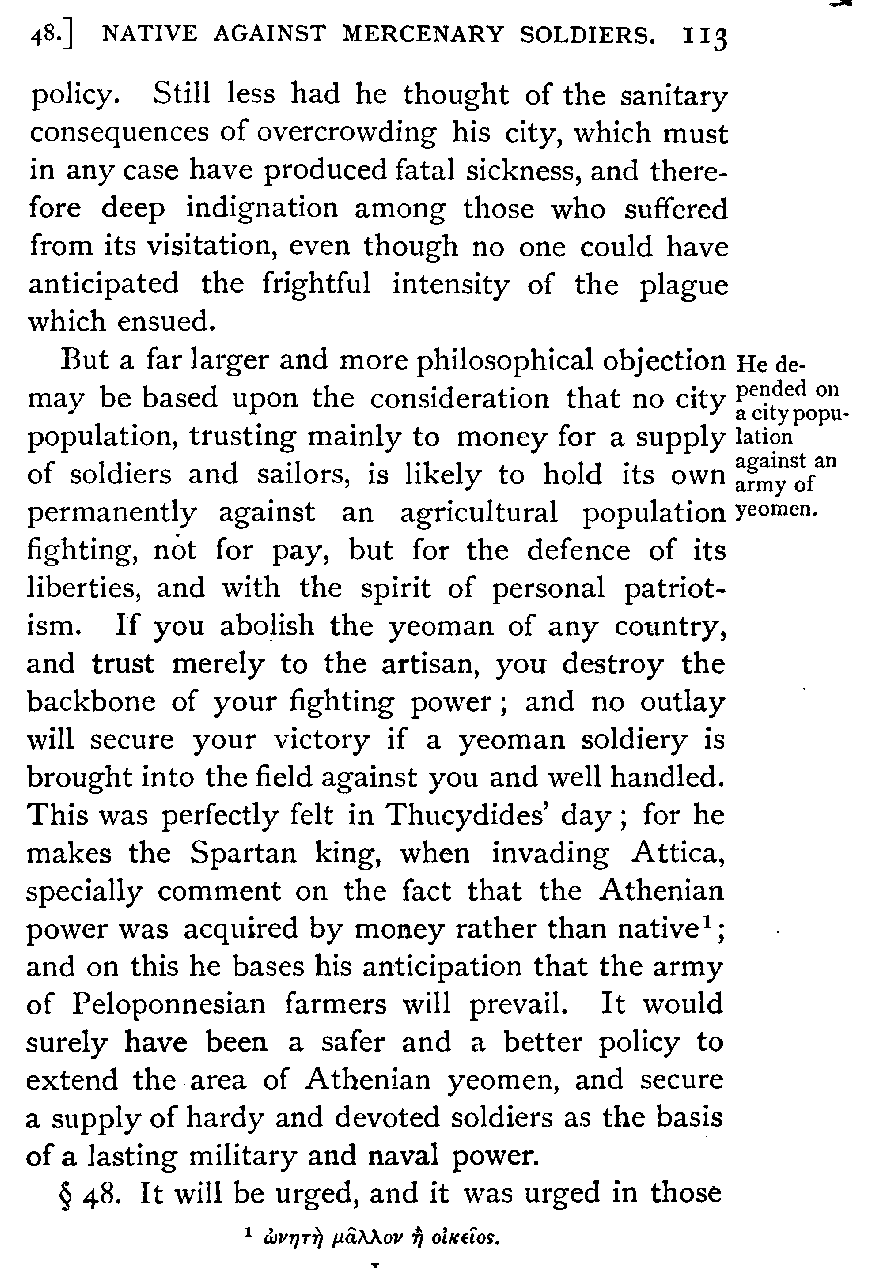 48.] NATIVE AGAINST MERCENARY SOLDIERS. 113
policy. Still less had he thought of the sanitary
consequences of overcrowding his city, which must
in any case have produced fatal sickness, and there-
fore deep indignation among those who suffered
from its visitation, even though no one could have
anticipated the frightful intensity of the plague
which ensued.
But a far larger and more philosophical objection
may be based upon the consideration that no city
population, trusting mainly to money for a supply
of soldiers and sailors, is likely to hold its own
permanently against an agricultural population
fighting, not for pay, but for the defence of its
liberties, and with the spirit of personal patriot-
ism. If you abolish the yeoman of any country,
and trust merely to the artisan, you destroy the
backbone of your fighting power ; and no outlay
will secure your victory if a yeoman soldiery is
brought into the field against you and well handled.
This was perfectly felt in Thucydides’ day ; for he
makes the Spartan king, when invading Attica,
specially comment on the fact that the Athenian
power was acquired by money rather than native¹ ;
and on this he bases his anticipation that the army
of Peloponnesian farmers will prevail. It would
surely have been a safer and a better policy to
extend the area of Athenian yeomen, and secure
a supply of hardy and devoted soldiers as the basis
of a lasting military and naval power.
§ 48. It will be urged, and it was urged in those
He de-
pended on
a city popu-
lation
against an
army of
yeomen.
¹ ὠνητὴ μᾶλλον ἢ οἰκεῖος.
I